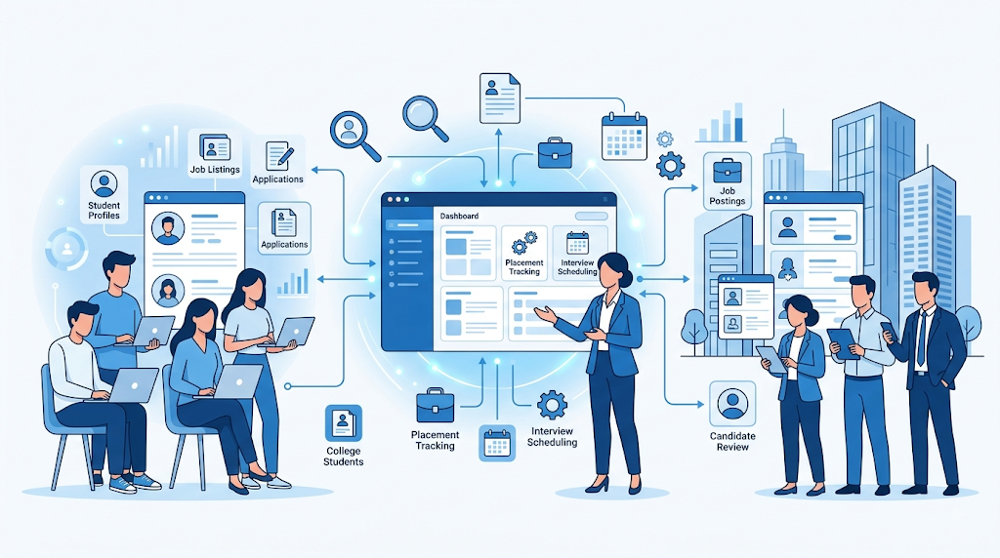 Job Listings
Applications
Student
Profiles
Applications
Dashboard
Placement
Tracking
Interview
Scheduling
Job
Postings
Placement
Tracking
Interview
Scheduling
College
Students
Candidate
Review